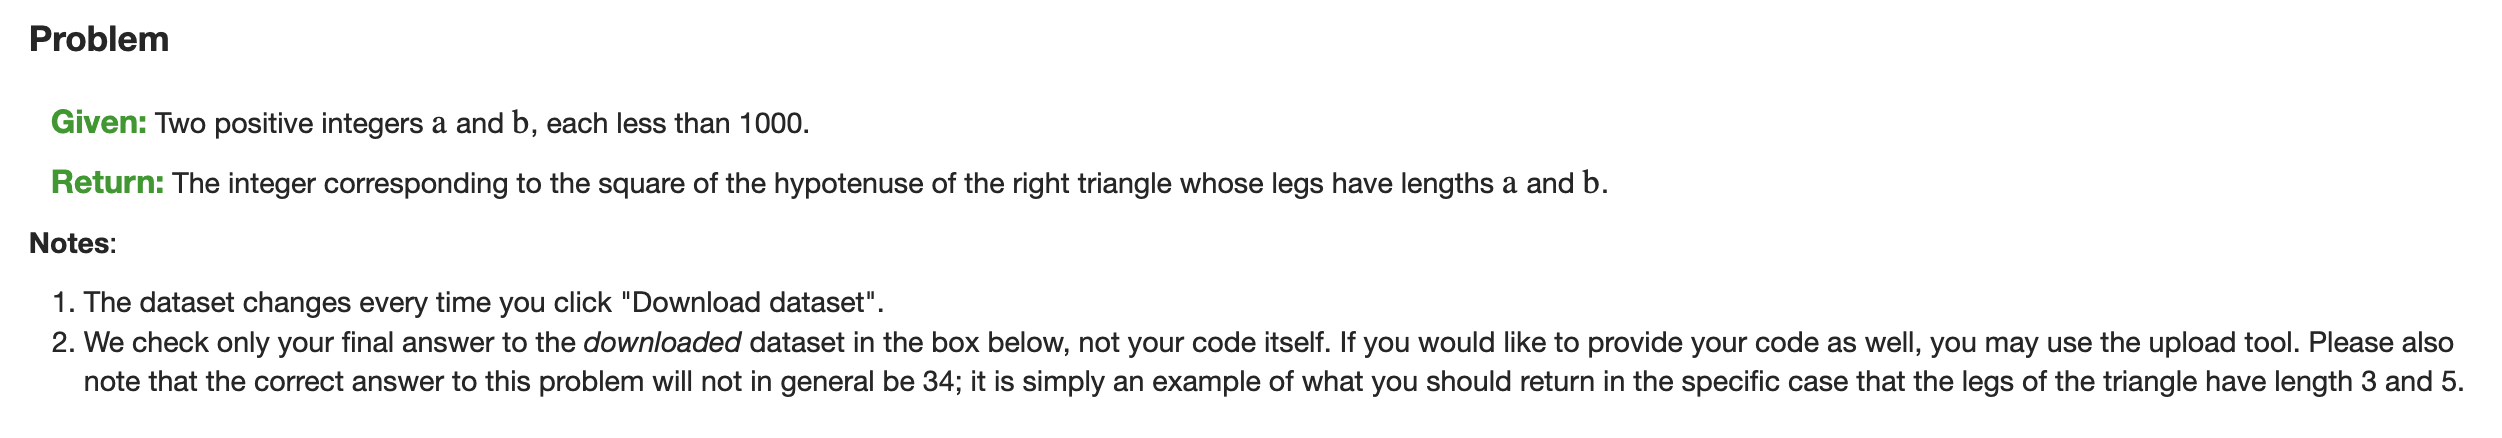 Problem
Given: Two positive integers a and b, each less than 1000.
Return: The integer corresponding to the square of the hypotenuse of the right triangle whose legs have lengths a and b.
Notes:
1. The dataset changes every time you click "Download dataset".
2. We check only your final answer to the downloaded dataset in the box below, not your code itself. If you would like to provide your code as well, you may use the upload tool. Please also
note that the correct answer to this problem will not in general be 34; it is simply an example of what you should return in the specific case that the legs of the triangle have length 3 and 5.